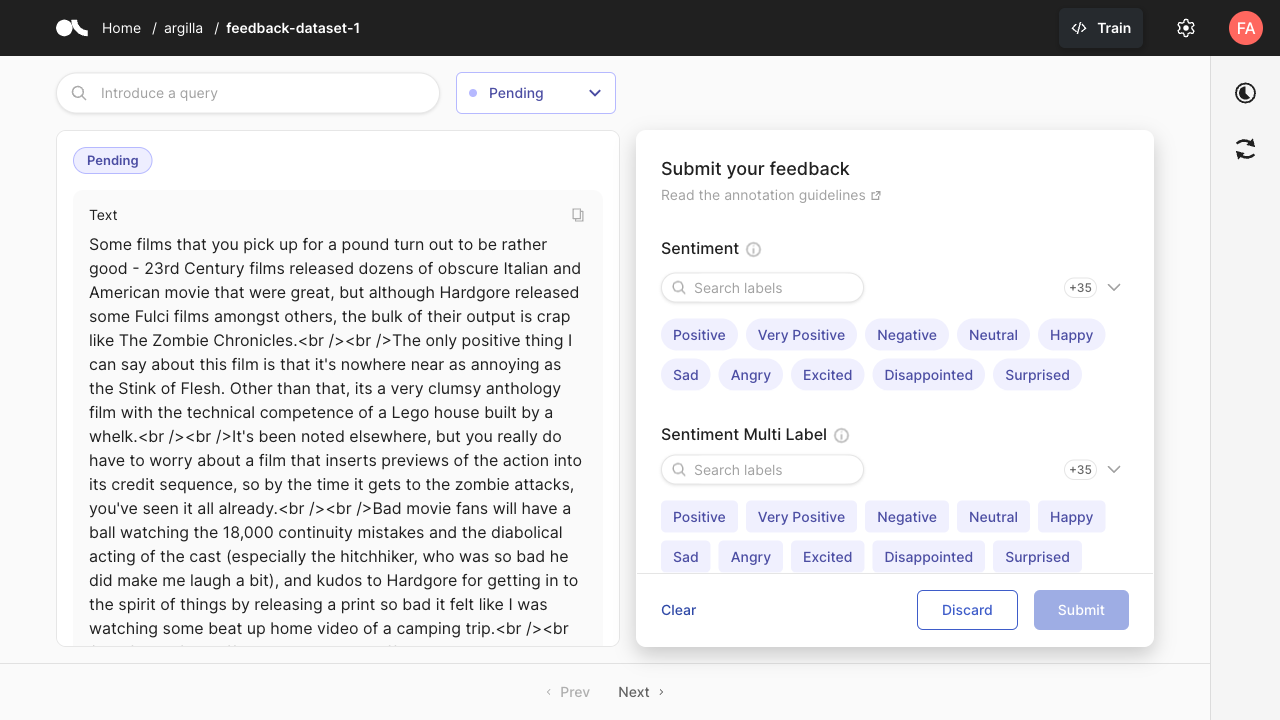 Home / argilla / feedback-dataset-1
Train
FA
Introduce a query
Pending
Pending
Text
Some films that you pick up for a pound turn out to be rather
good - 23rd Century films released dozens of obscure Italian and
American movie that were great, but although Hardgore released
some Fulci films amongst others, the bulk of their output is crap
like The Zombie Chronicles.<br /><br />The only positive thing I
can say about this film is that it's nowhere near as annoying as
the Stink of Flesh. Other than that, its a very clumsy anthology
film with the technical competence of a Lego house built by a
whelk.<br /><br />It's been noted elsewhere, but you really do
have to worry about a film that inserts previews of the action into
its credit sequence, so by the time it gets to the zombie attacks,
you've seen it all already.<br /><br />Bad movie fans will have a
ball watching the 18,000 continuity mistakes and the diabolical
acting of the cast (especially the hitchhiker, who was so bad he
did make me laugh a bit), and kudos to Hardgore for getting in to
the spirit of things by releasing a print so bad it felt like I was
watching some beat up home video of a camping trip.<br /><br
Submit your feedback
Read the annotation guidelines
Sentiment
Search labels
+35
Positive Very Positive Negative Neutral Happy
Sad Angry Excited Disappointed Surprised
Sentiment Multi Label
Search labels
+35
Positive Very Positive Negative Neutral Happy
Sad Angry Excited Disappointed Surprised
Clear
Discard
Submit
‹ Prev
Next ›